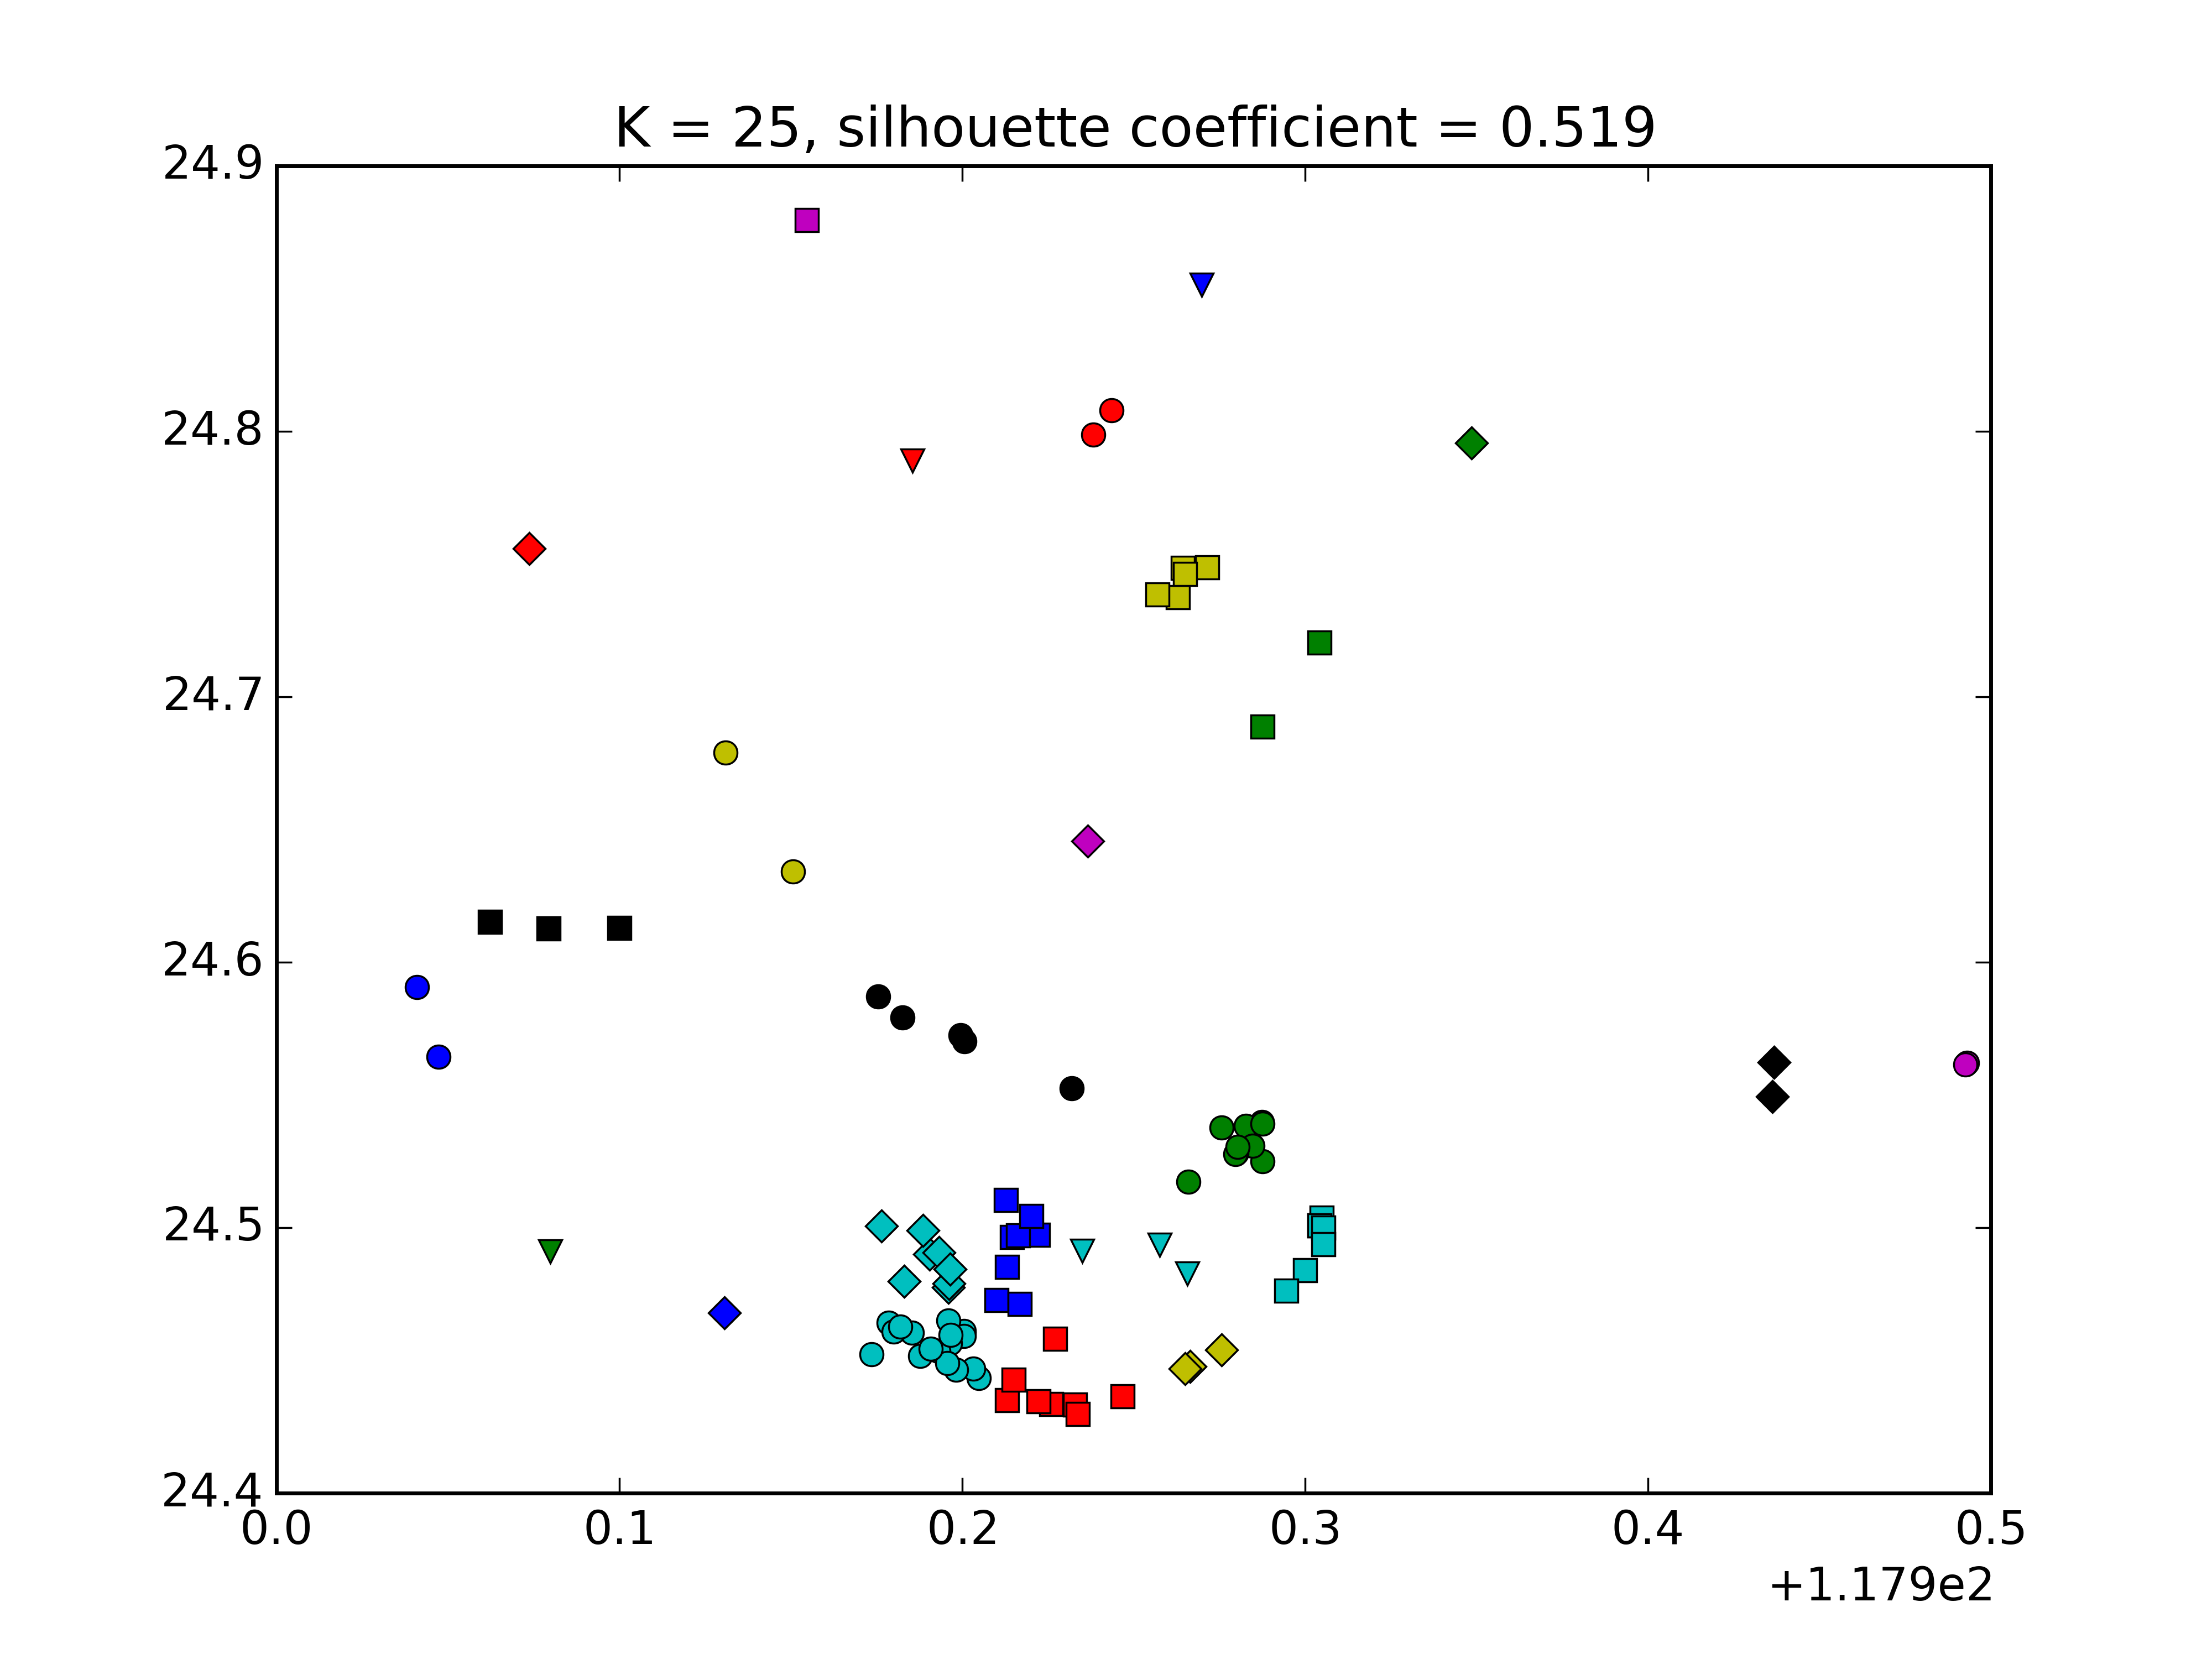 K = 25, silhouette coefficient = 0.519
24.9
24.8
24.7
24.6
24.5
24.4
0.0 0.1 0.2 0.3 0.4 0.5
+1.179e2